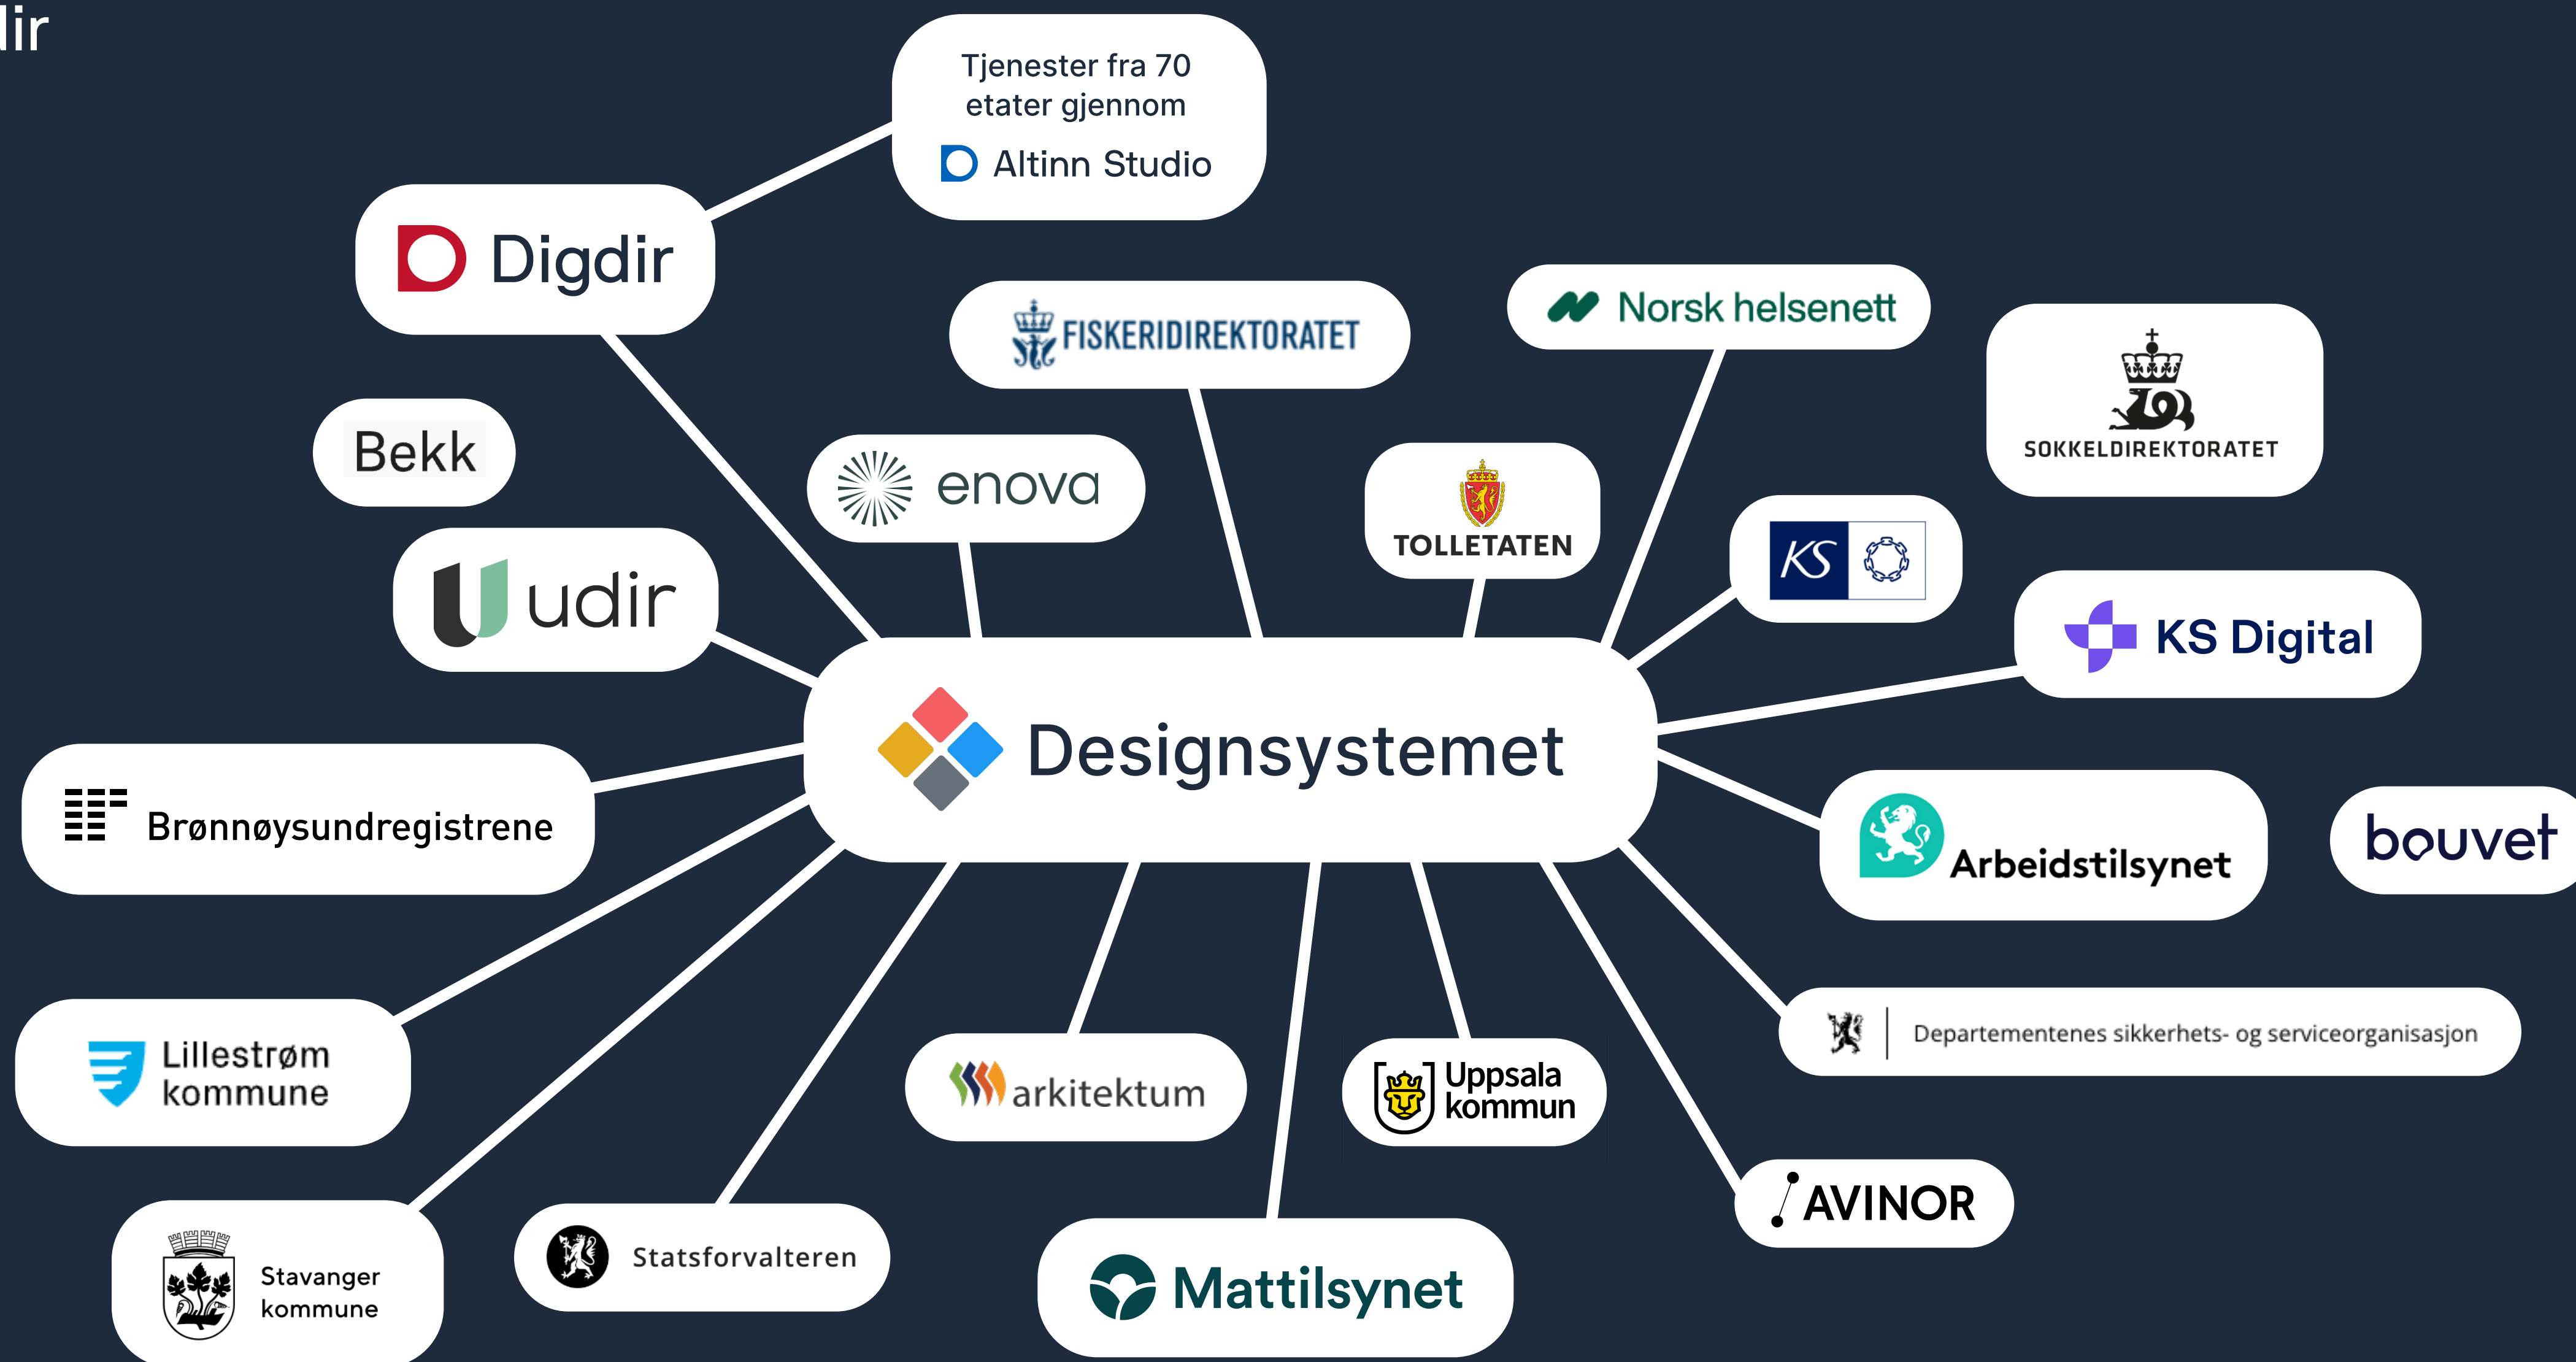 Tjenester fra 70
etater gjennom
Altinn Studio
Digdir
Norsk helsenett
FISKERIDIREKTORATET
SOKKELDIREKTORATET
Bekk
enova
TOLLETATEN
KS
udir
KS Digital
Designsystemet
Brønnøysundregistrene
Arbeidstilsynet
bouvet
Departementenes sikkerhets- og serviceorganisasjon
Lillestrøm
kommune
arkitektum
Uppsala
kommun
AVINOR
Stavanger
kommune
Statsforvalteren
Mattilsynet